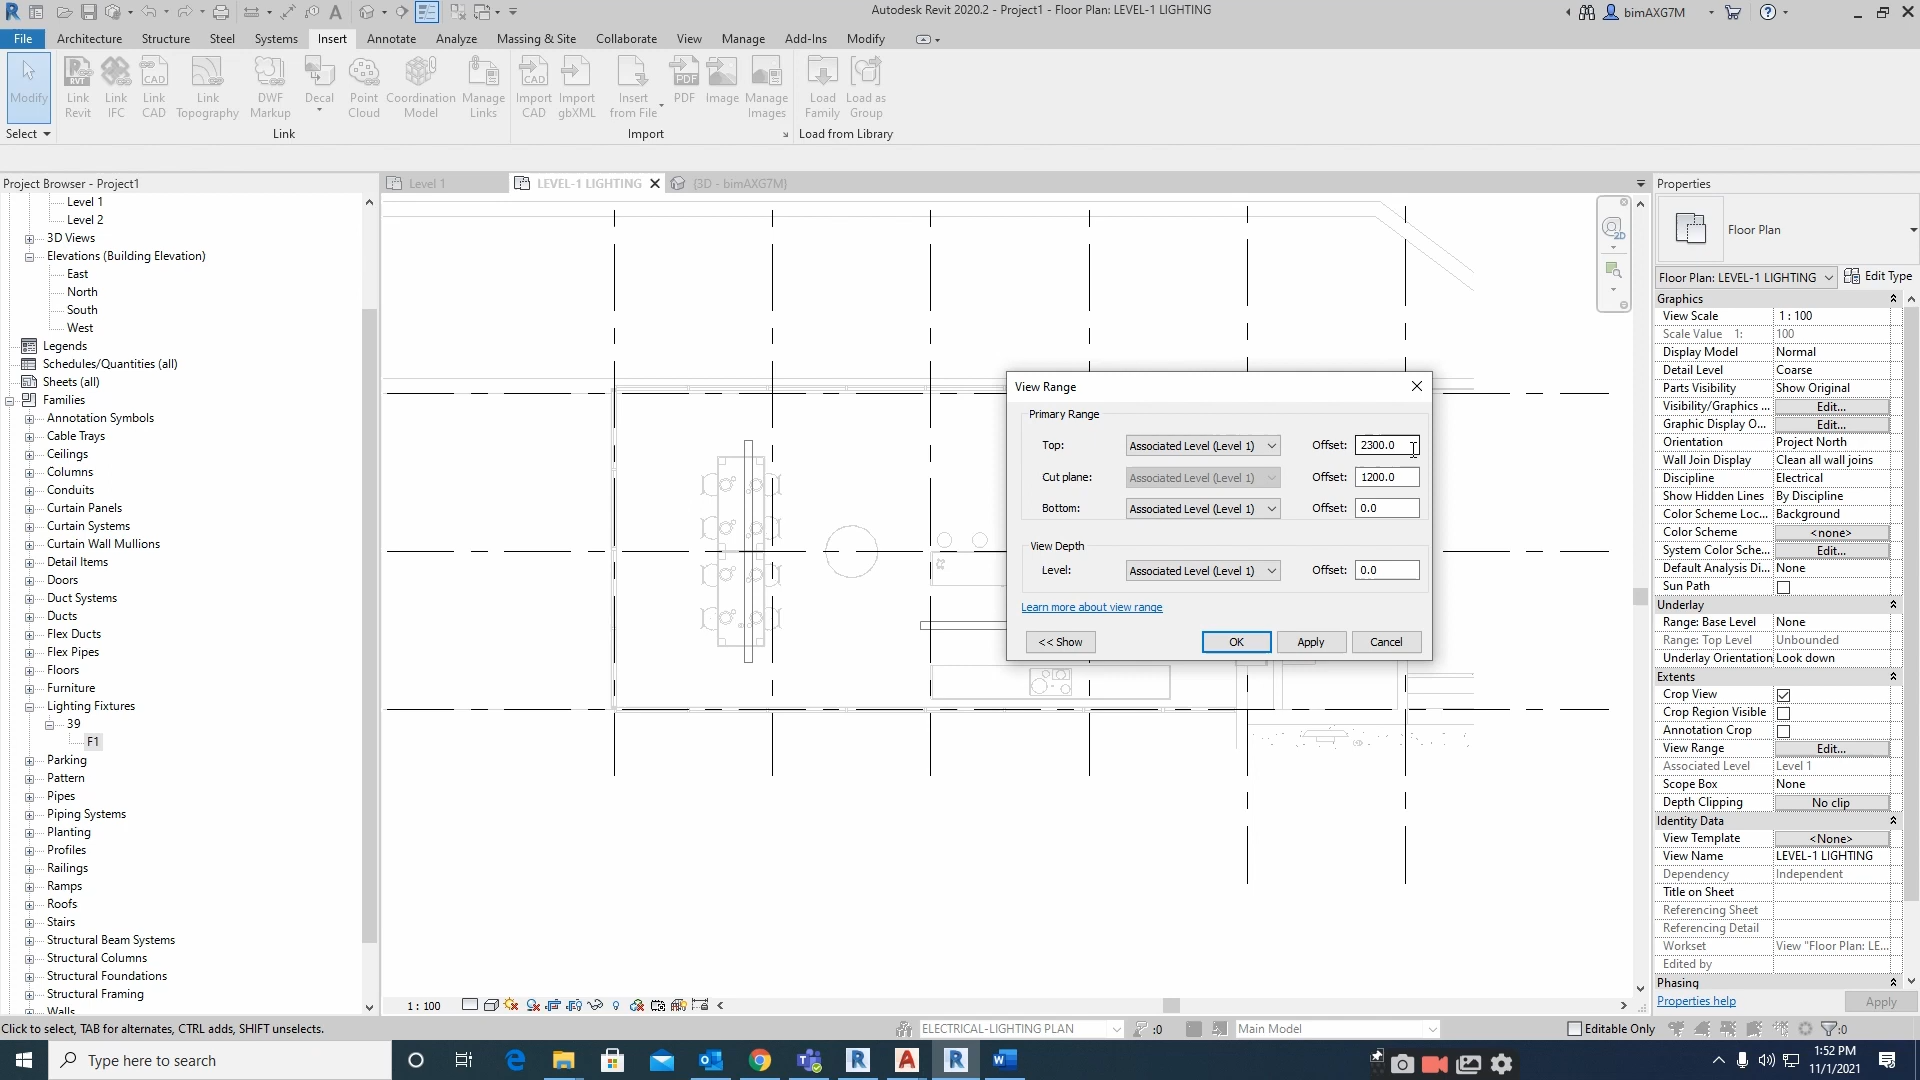 Autodesk Revit 2020.2 - Project1 - Floor Plan: LEVEL-1 LIGHTING
bimAXG7M
File Architecture Structure Steel Systems Insert Annotate Analyze Massing & Site Collaborate View Manage Add-Ins Modify
Modify
Link Revit
Link IFC
Link CAD
Link Topography
DWF Markup
Decal
Point Cloud
Coordination Model
Manage Links
Import CAD
Import gbXML
Insert from File
PDF
Image
Manage Images
Load Family
Load as Group
Select
Link
Import
Load from Library
Project Browser - Project1
Level 1
Level 2
3D Views
Elevations (Building Elevation)
East
North
South
West
Legends
Schedules/Quantities (all)
Sheets (all)
Families
Annotation Symbols
Cable Trays
Ceilings
Columns
Conduits
Curtain Panels
Curtain Systems
Curtain Wall Mullions
Detail Items
Doors
Duct Systems
Ducts
Flex Ducts
Flex Pipes
Floors
Furniture
Lighting Fixtures
39
F1
Parking
Pattern
Pipes
Piping Systems
Planting
Profiles
Railings
Ramps
Roofs
Stairs
Structural Beam Systems
Structural Columns
Structural Foundations
Structural Framing
Walls
Level 1
LEVEL-1 LIGHTING
{3D - bimAXG7M}
2D
View Range
Primary Range
Top: Associated Level (Level 1) Offset: 2300.0
Cut plane: Associated Level (Level 1) Offset: 1200.0
Bottom: Associated Level (Level 1) Offset: 0.0
View Depth
Level: Associated Level (Level 1) Offset: 0.0
Learn more about view range
<< Show OK Apply Cancel
Properties
Floor Plan
Floor Plan: LEVEL-1 LIGHTING Edit Type
Graphics
View Scale 1 : 100
Scale Value 1: 100
Display Model Normal
Detail Level Coarse
Parts Visibility Show Original
Visibility/Graphics ... Edit...
Graphic Display O... Edit...
Orientation Project North
Wall Join Display Clean all wall joins
Discipline Electrical
Show Hidden Lines By Discipline
Color Scheme Loc... Background
Color Scheme <none>
System Color Sche... Edit...
Default Analysis Di... None
Sun Path
Underlay
Range: Base Level None
Range: Top Level Unbounded
Underlay Orientation Look down
Extents
Crop View
Crop Region Visible
Annotation Crop
View Range Edit...
Associated Level Level 1
Scope Box None
Depth Clipping No clip
Identity Data
View Template <None>
View Name LEVEL-1 LIGHTING
Dependency Independent
Title on Sheet
Referencing Sheet
Referencing Detail
Workset View "Floor Plan: LE...
Edited by
Phasing
Properties help Apply
1 : 100
Click to select, TAB for alternates, CTRL adds, SHIFT unselects.
ELECTRICAL-LIGHTING PLAN
:0
Main Model
Editable Only
:0
Type here to search
1:52 PM
11/1/2021